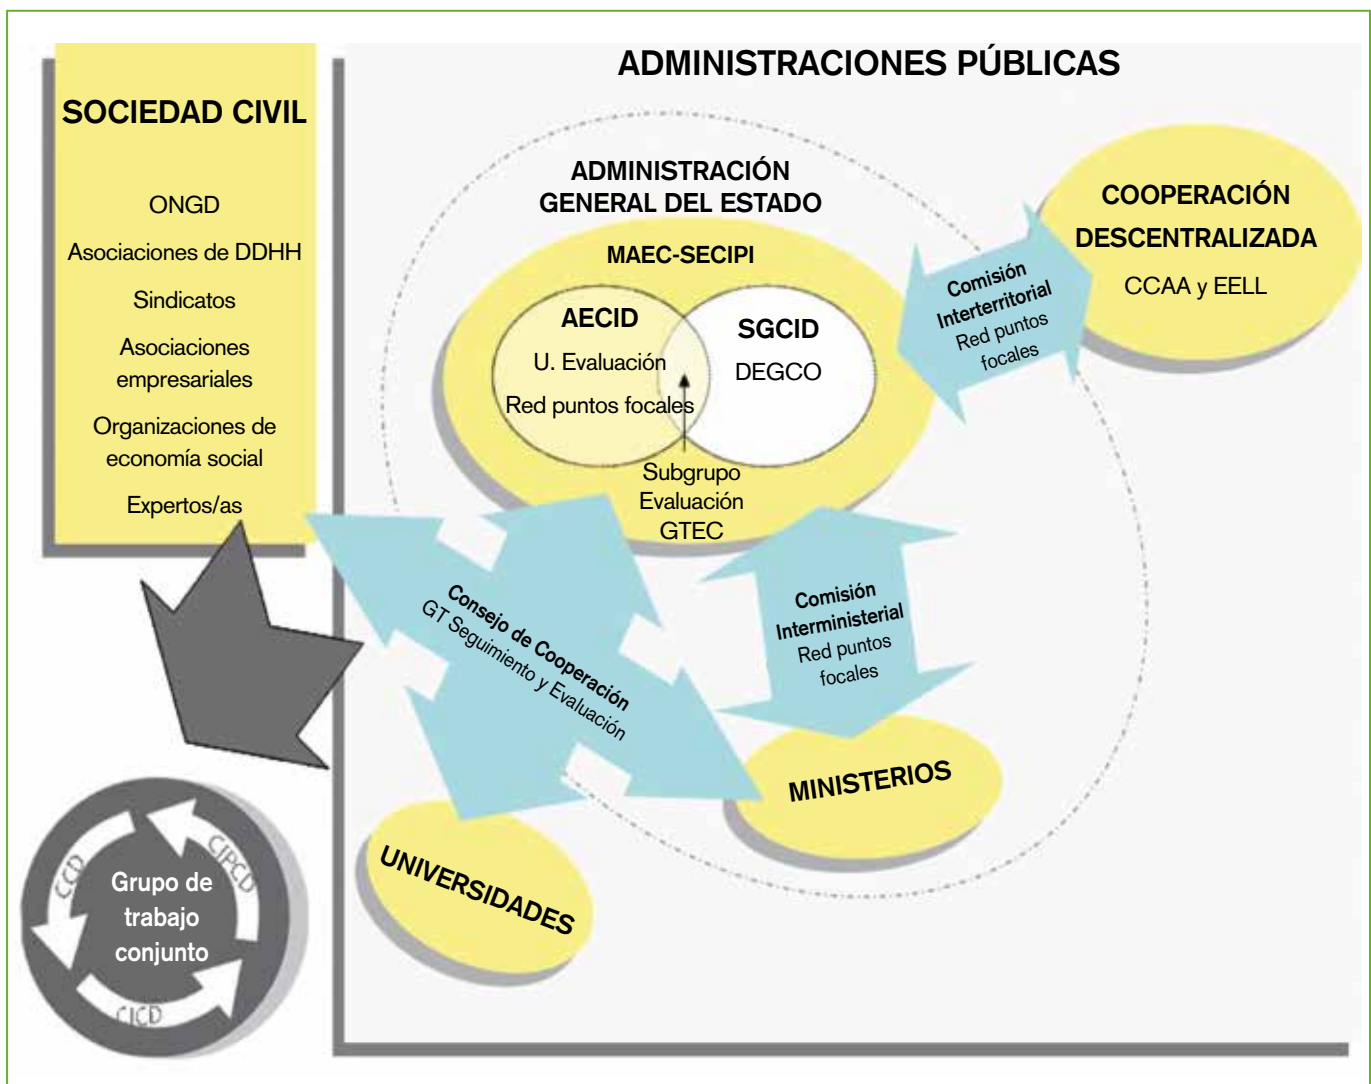 ADMINISTRACIONES PÚBLICAS
SOCIEDAD CIVIL
ONGD
Asociaciones de DDHH
Sindicatos
Asociaciones
empresariales
Organizaciones de
economía social
Expertos/as
ADMINISTRACIÓN
GENERAL DEL ESTADO
MAEC-SECIPI
AECID
U. Evaluación
Red puntos focales
SGCID
DEGCO
Subgrupo
Evaluación
GTEC
Comisión
Interterritorial
Red puntos
focales
COOPERACIÓN
DESCENTRALIZADA
CCAA y EELL
Consejo de Cooperación
GT Seguimiento y Evaluación
Comisión
Interministerial
Red puntos
focales
MINISTERIOS
UNIVERSIDADES
CCD
CIPCD
Grupo de
trabajo
conjunto
CICD